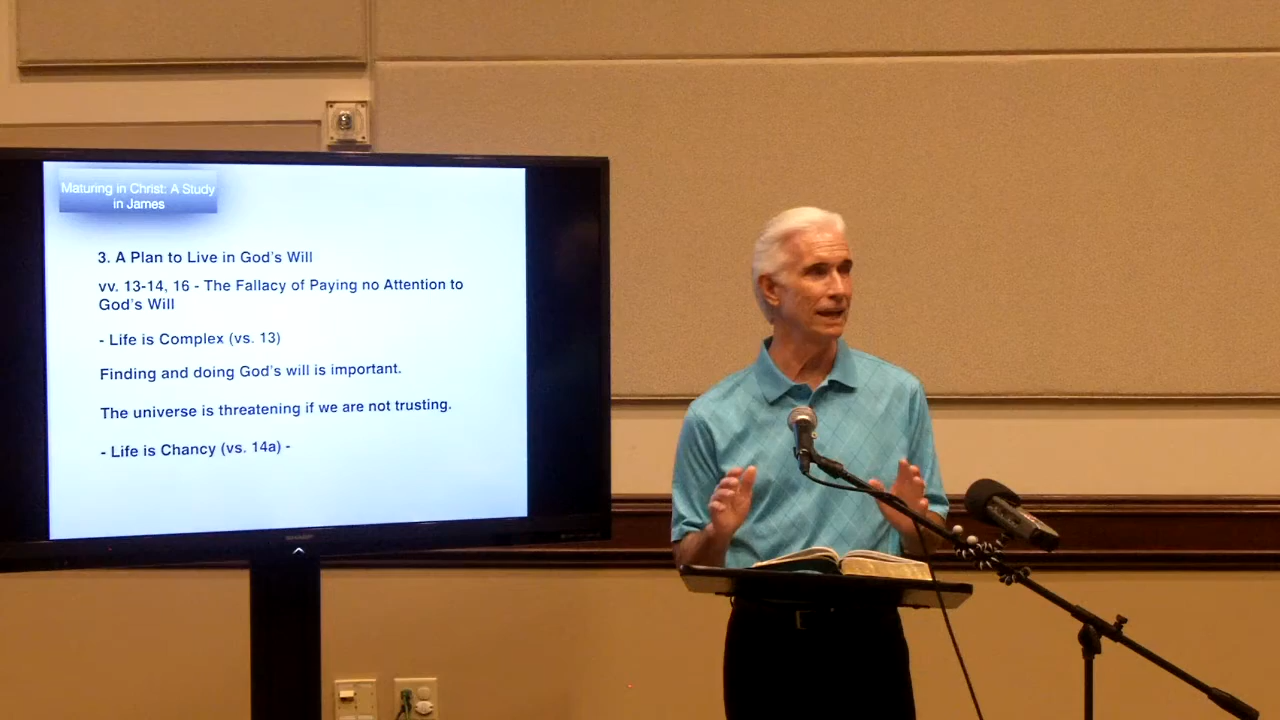 Maturing in Christ: A Study
in James
3. A Plan to Live in God's Will
vv. 13-14, 16 - The Fallacy of Paying no Attention to
God's Will
- Life is Complex (vs. 13)
Finding and doing God's will is important.
The universe is threatening if we are not trusting.
- Life is Chancy (vs. 14a) -
SHARP